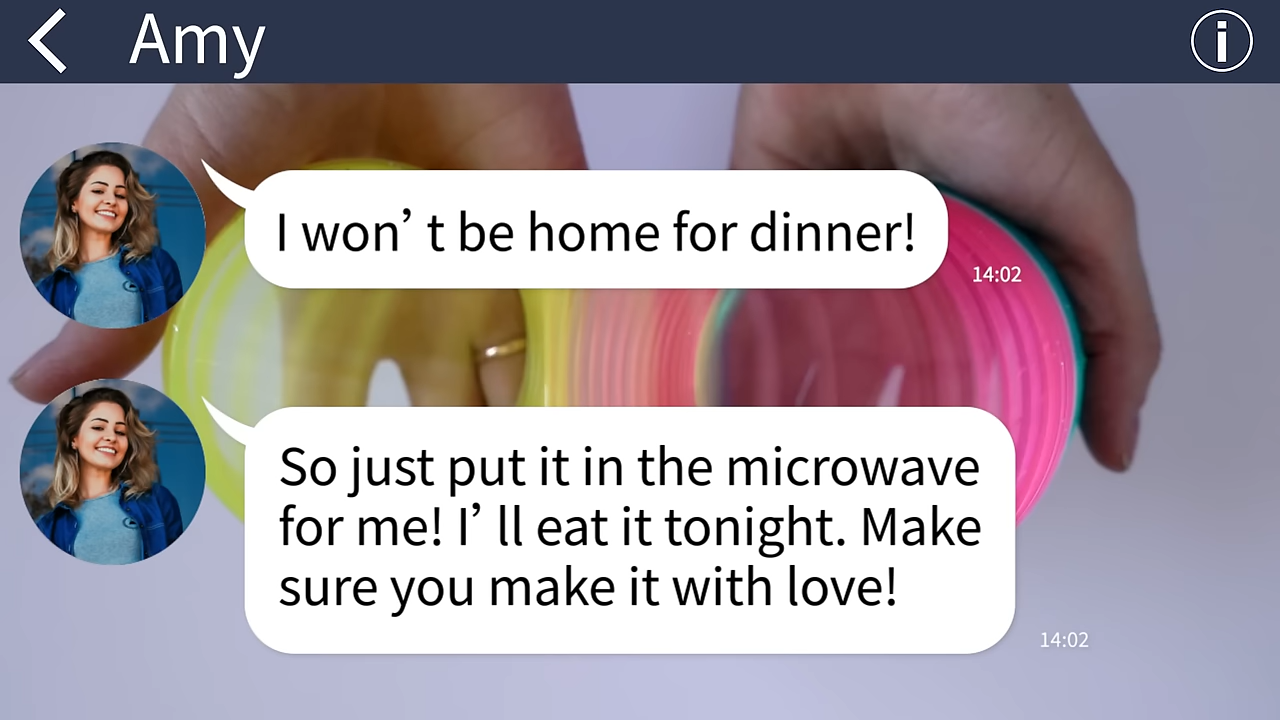 Amy
I won’t be home for dinner!
14:02
So just put it in the microwave
for me! I’ll eat it tonight. Make
sure you make it with love!
14:02